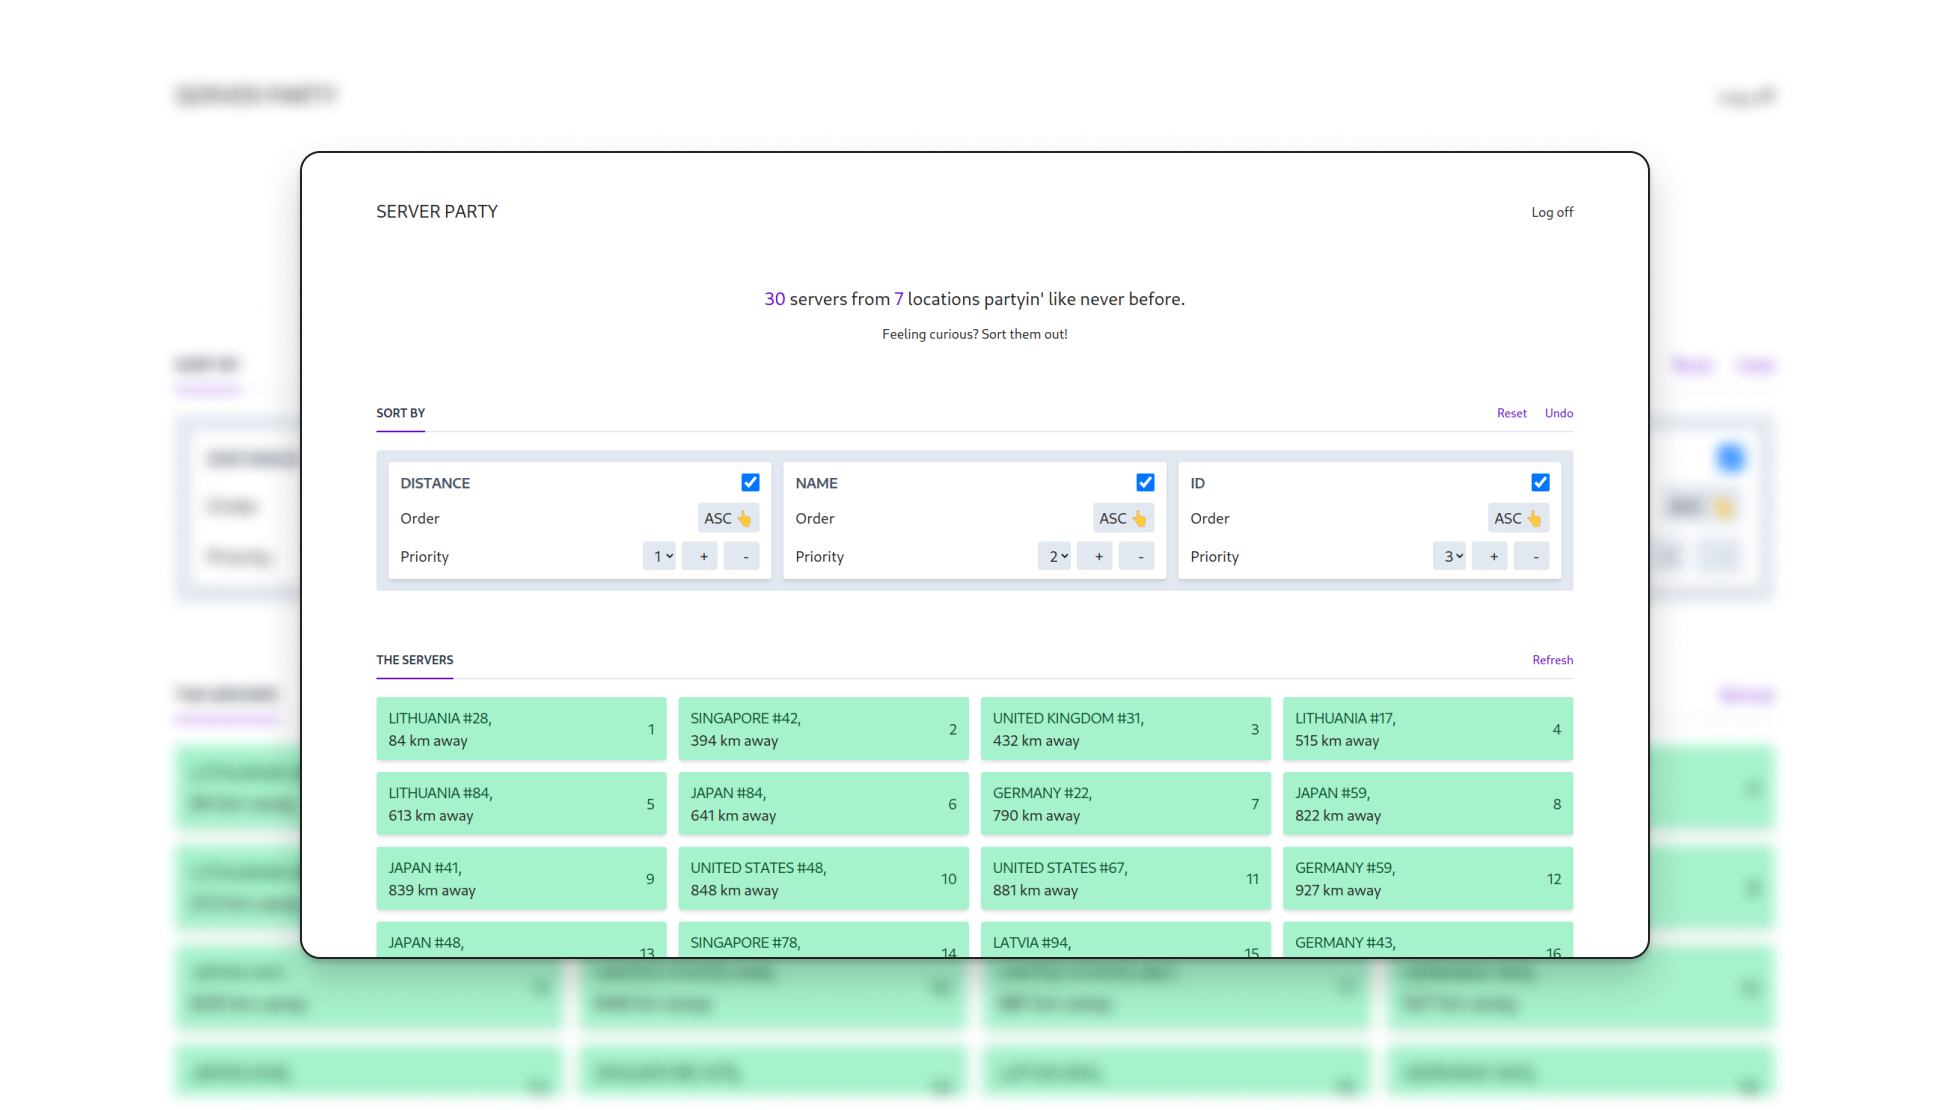 SERVER PARTY
Log off
30 servers from 7 locations partyin' like never before.
Feeling curious? Sort them out!
SORT BY
Reset Undo
DISTANCE
Order ASC 👆
Priority 1 + -
NAME
Order ASC 👆
Priority 2 + -
ID
Order ASC 👆
Priority 3 + -
THE SERVERS
Refresh
LITHUANIA #28,
84 km away
1
SINGAPORE #42,
394 km away
2
UNITED KINGDOM #31,
432 km away
3
LITHUANIA #17,
515 km away
4
LITHUANIA #84,
613 km away
5
JAPAN #84,
641 km away
6
GERMANY #22,
790 km away
7
JAPAN #59,
822 km away
8
JAPAN #41,
839 km away
9
UNITED STATES #48,
848 km away
10
UNITED STATES #67,
881 km away
11
GERMANY #59,
927 km away
12
JAPAN #48,
13
SINGAPORE #78,
14
LATVIA #94,
15
GERMANY #43,
16